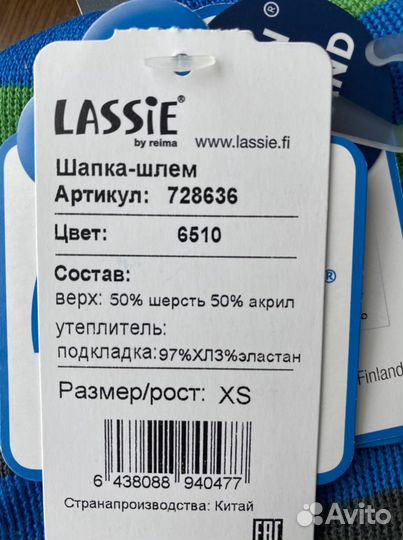 LASSiE®
by reima
www.lassie.fi
Шапка-шлем
Артикул: 728636
Цвет: 6510
Состав:
верх: 50% шерсть 50% акрил
утеплитель:
подкладка:97%ХЛ3%эластан
Размер/рост: XS
6 438088 940477
Странапроизводства: Китай
EAC
®
Finland
Avito